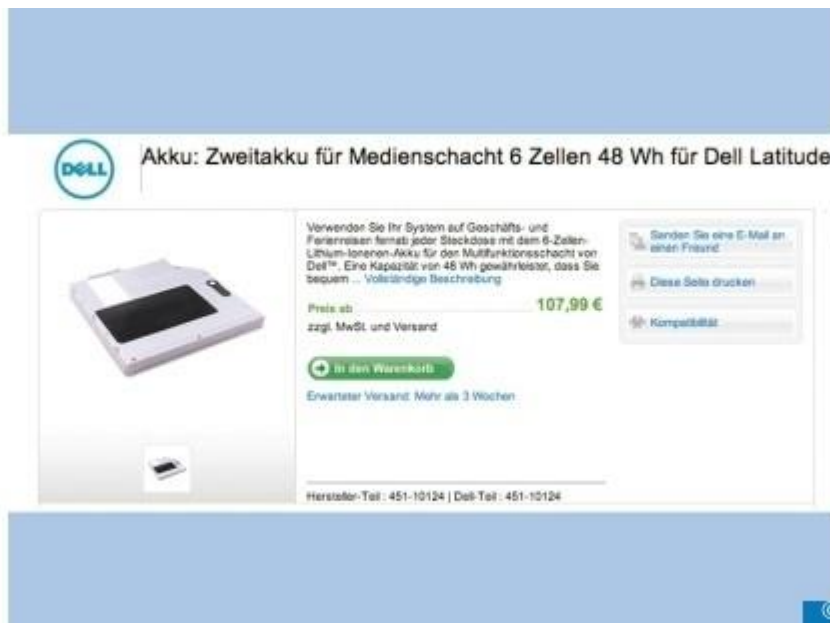 DELL
Akku: Zweitakku für Medienschacht 6 Zellen 48 Wh für Dell Latitude
Verwenden Sie Ihr System auf Geschäfts- und
Ferienreisen fernab jeder Steckdose mit dem 6-Zellen-
Lithium-Ionenen-Akku für den Multifunktionsschacht von
Dell™. Eine Kapazität von 48 Wh gewährleistet, dass Sie
bequem ... Vollständige Beschreibung
Preis ab 107,99 €
zzgl. MwSt. und Versand
In den Warenkorb
Erwarteter Versand: Mehr als 3 Wochen
Hersteller-Teil : 451-10124 | Dell-Teil : 451-10124
Senden Sie eine E-Mail an
einen Freund
Diese Seite drucken
Kompatibilität